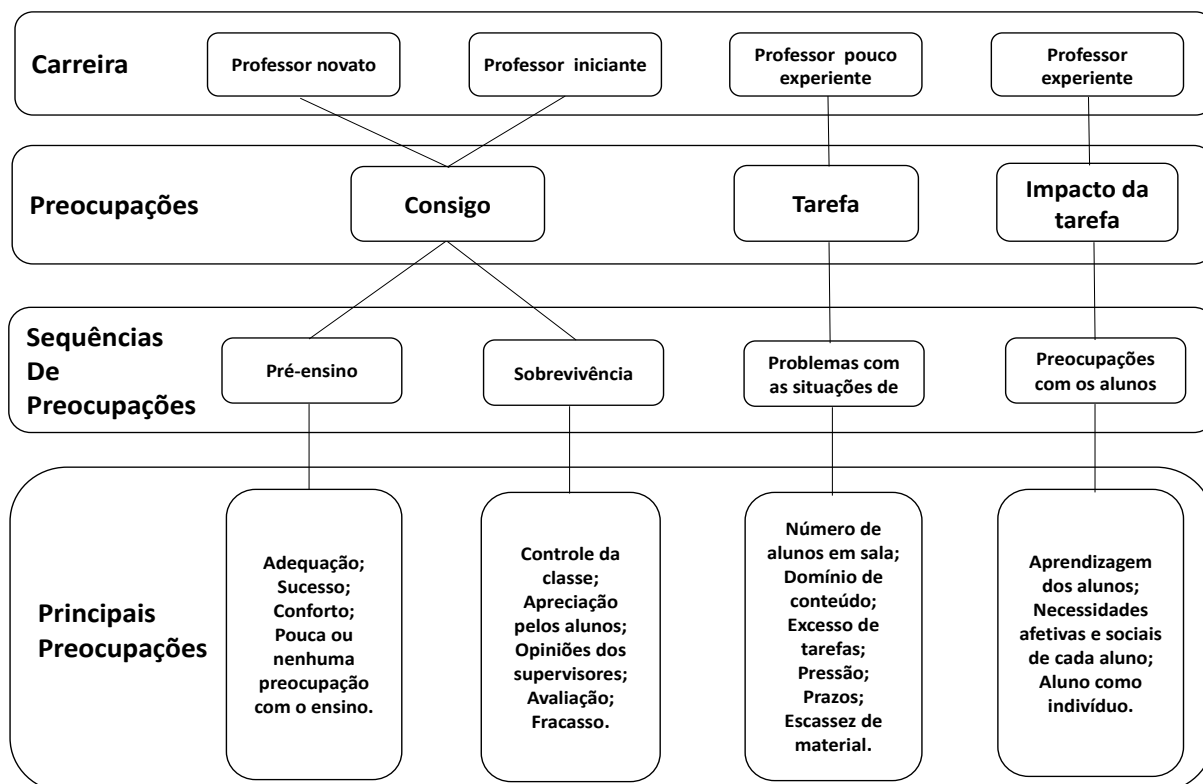 Carreira
Professor novato
Professor iniciante
Professor pouco
experiente
Professor
experiente
Preocupações
Consigo
Tarefa
Impacto da
tarefa
Sequências
De
Preocupações
Pré-ensino
Sobrevivência
Problemas com
as situações de
Preocupações
com os alunos
Principais
Preocupações
Adequação;
Sucesso;
Conforto;
Pouca ou
nenhuma
preocupação
com o ensino.
Controle da
classe;
Apreciação
pelos alunos;
Opiniões dos
supervisores;
Avaliação;
Fracasso.
Número de
alunos em sala;
Domínio de
conteúdo;
Excesso de
tarefas;
Pressão;
Prazos;
Escassez de
material.
Aprendizagem
dos alunos;
Necessidades
afetivas e sociais
de cada aluno;
Aluno como
indivíduo.